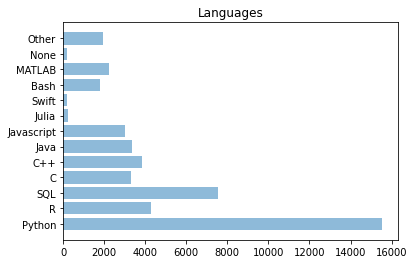 Languages
Other
None
MATLAB
Bash
Swift
Julia
Javascript
Java
C++
C
SQL
R
Python
0 2000 4000 6000 8000 10000 12000 14000 16000